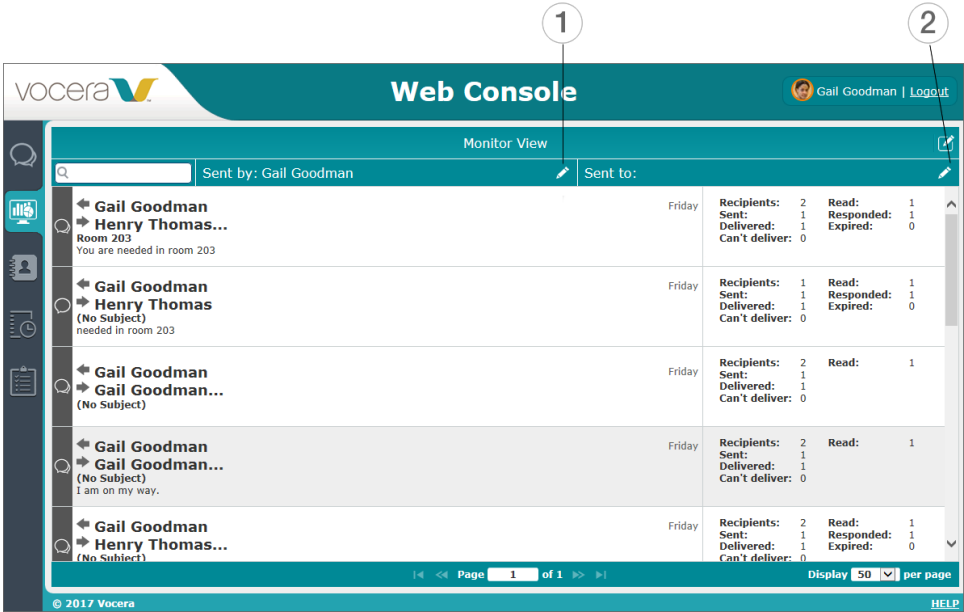 1
2
vocera
Web Console
Gail Goodman | Logout
Monitor View
Sent by: Gail Goodman
Sent to:
Gail Goodman
Henry Thomas...
Room 203
You are needed in room 203
Friday
Recipients: 2 Read: 1
Sent: 1 Responded: 1
Delivered: 1 Expired: 0
Can't deliver: 0
Gail Goodman
Henry Thomas
(No Subject)
needed in room 203
Friday
Recipients: 1 Read: 1
Sent: 1 Responded: 1
Delivered: 1 Expired: 0
Can't deliver: 0
Gail Goodman
Gail Goodman...
(No Subject)
Friday
Recipients: 2 Read: 1
Sent: 1
Delivered: 1
Can't deliver: 0
Gail Goodman
Gail Goodman...
(No Subject)
I am on my way.
Friday
Recipients: 2 Read: 1
Sent: 1
Delivered: 1
Can't deliver: 0
Gail Goodman
Henry Thomas...
(No Subject)
Friday
Recipients: 2 Read: 1
Sent: 1 Responded: 1
Delivered: 1 Expired: 0
Can't deliver: 0
Page 1 of 1
Display 50 per page
© 2017 Vocera
HELP